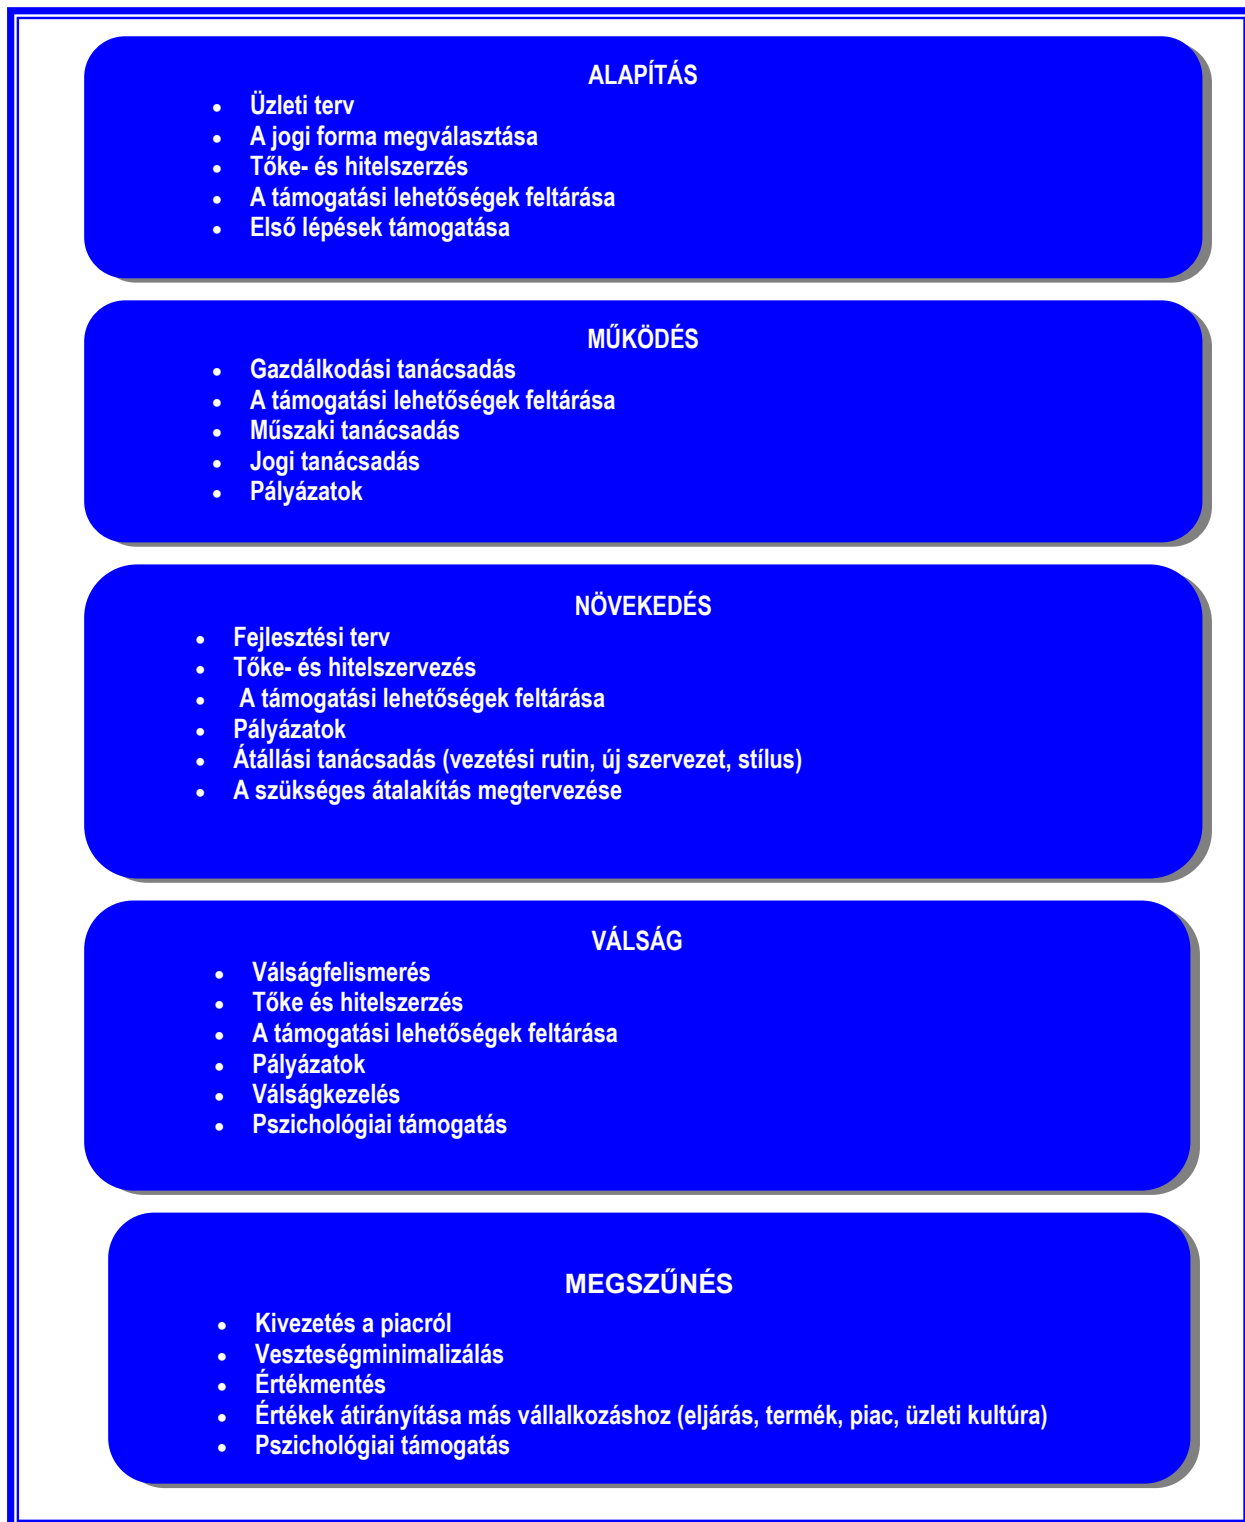 ALAPÍTÁS
• Üzleti terv
• A jogi forma megválasztása
• Tőke- és hitelszerzés
• A támogatási lehetőségek feltárása
• Első lépések támogatása
MŰKÖDÉS
• Gazdálkodási tanácsadás
• A támogatási lehetőségek feltárása
• Műszaki tanácsadás
• Jogi tanácsadás
• Pályázatok
NÖVEKEDÉS
• Fejlesztési terv
• Tőke- és hitelszervezés
• A támogatási lehetőségek feltárása
• Pályázatok
• Átállási tanácsadás (vezetési rutin, új szervezet, stílus)
• A szükséges átalakítás megtervezése
VÁLSÁG
• Válságfelismerés
• Tőke és hitelszerzés
• A támogatási lehetőségek feltárása
• Pályázatok
• Válságkezelés
• Pszichológiai támogatás
MEGSZŰNÉS
• Kivezetés a piacról
• Veszteségminimalizálás
• Értékmentés
• Értékek átirányítása más vállalkozáshoz (eljárás, termék, piac, üzleti kultúra)
• Pszichológiai támogatás